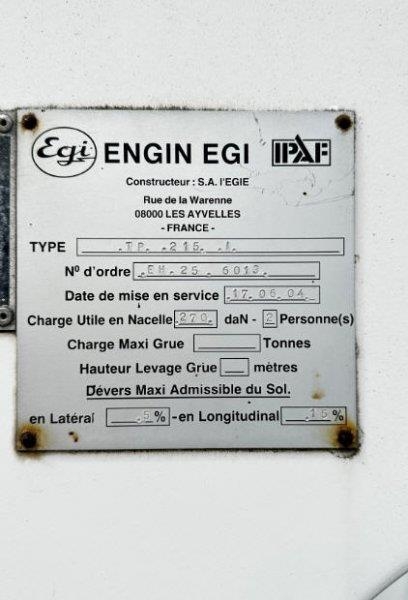 Egi ENGIN EGI IPAF
Constructeur : S.A. l'EGIE
Rue de la Warenne
08000 LES AYVELLES
- FRANCE -
TYPE .TP. .215. .I.
Nº d'ordre .EH.25 . 6013.
Date de mise en service .17.06.04.
Charge Utile en Nacelle .270. daN - 2 Personne(s)
Charge Maxi Grue Tonnes
Hauteur Levage Grue mètres
Dévers Maxi Admissible du Sol.
en Latéral .5% - en Longitudinal .15%